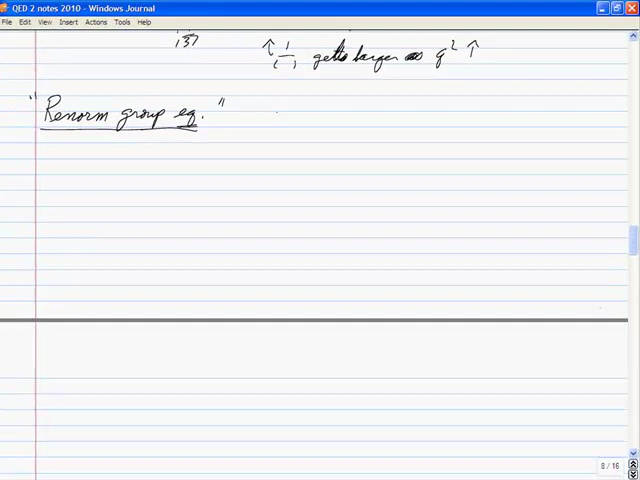 QED 2 notes 2010 - Windows Journal
File Edit View Insert Actions Tools Help
137
↑ 1/( ) gets larger as q² ↑
"Renorm group eq."
8 / 16